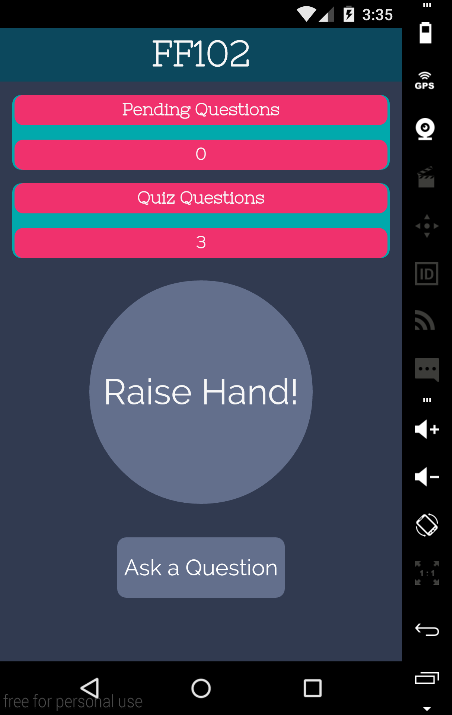 3:35
FF102
GPS
Pending Questions
0
Quiz Questions
3
ID
Raise Hand!
1:1
Ask a Question
free for personal use